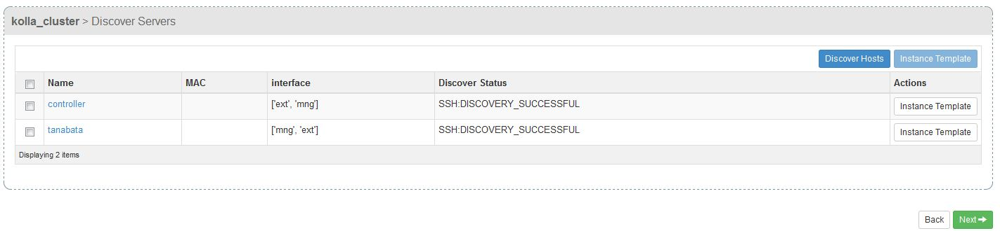 kolla_cluster > Discover Servers
Discover Hosts Instance Template
Name MAC interface Discover Status Actions
controller ['ext', 'mng'] SSH:DISCOVERY_SUCCESSFUL Instance Template
tanabata ['mng', 'ext'] SSH:DISCOVERY_SUCCESSFUL Instance Template
Displaying 2 items
Back Next